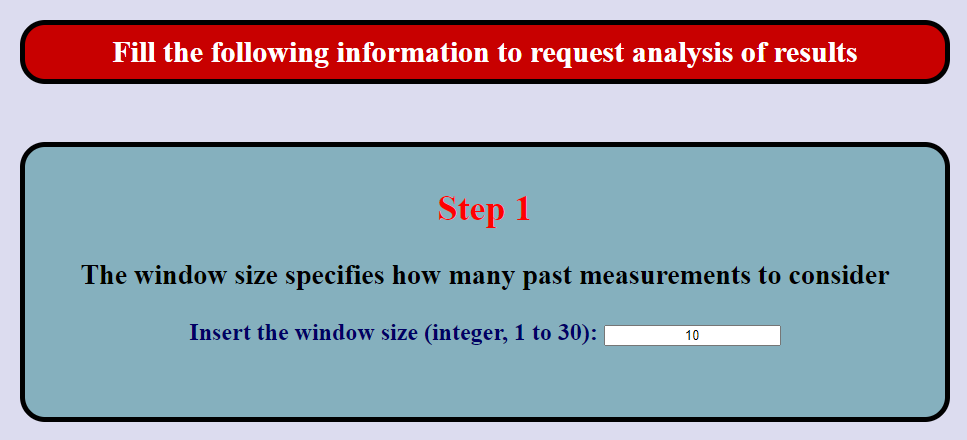 Fill the following information to request analysis of results
Step 1
The window size specifies how many past measurements to consider
Insert the window size (integer, 1 to 30): 10